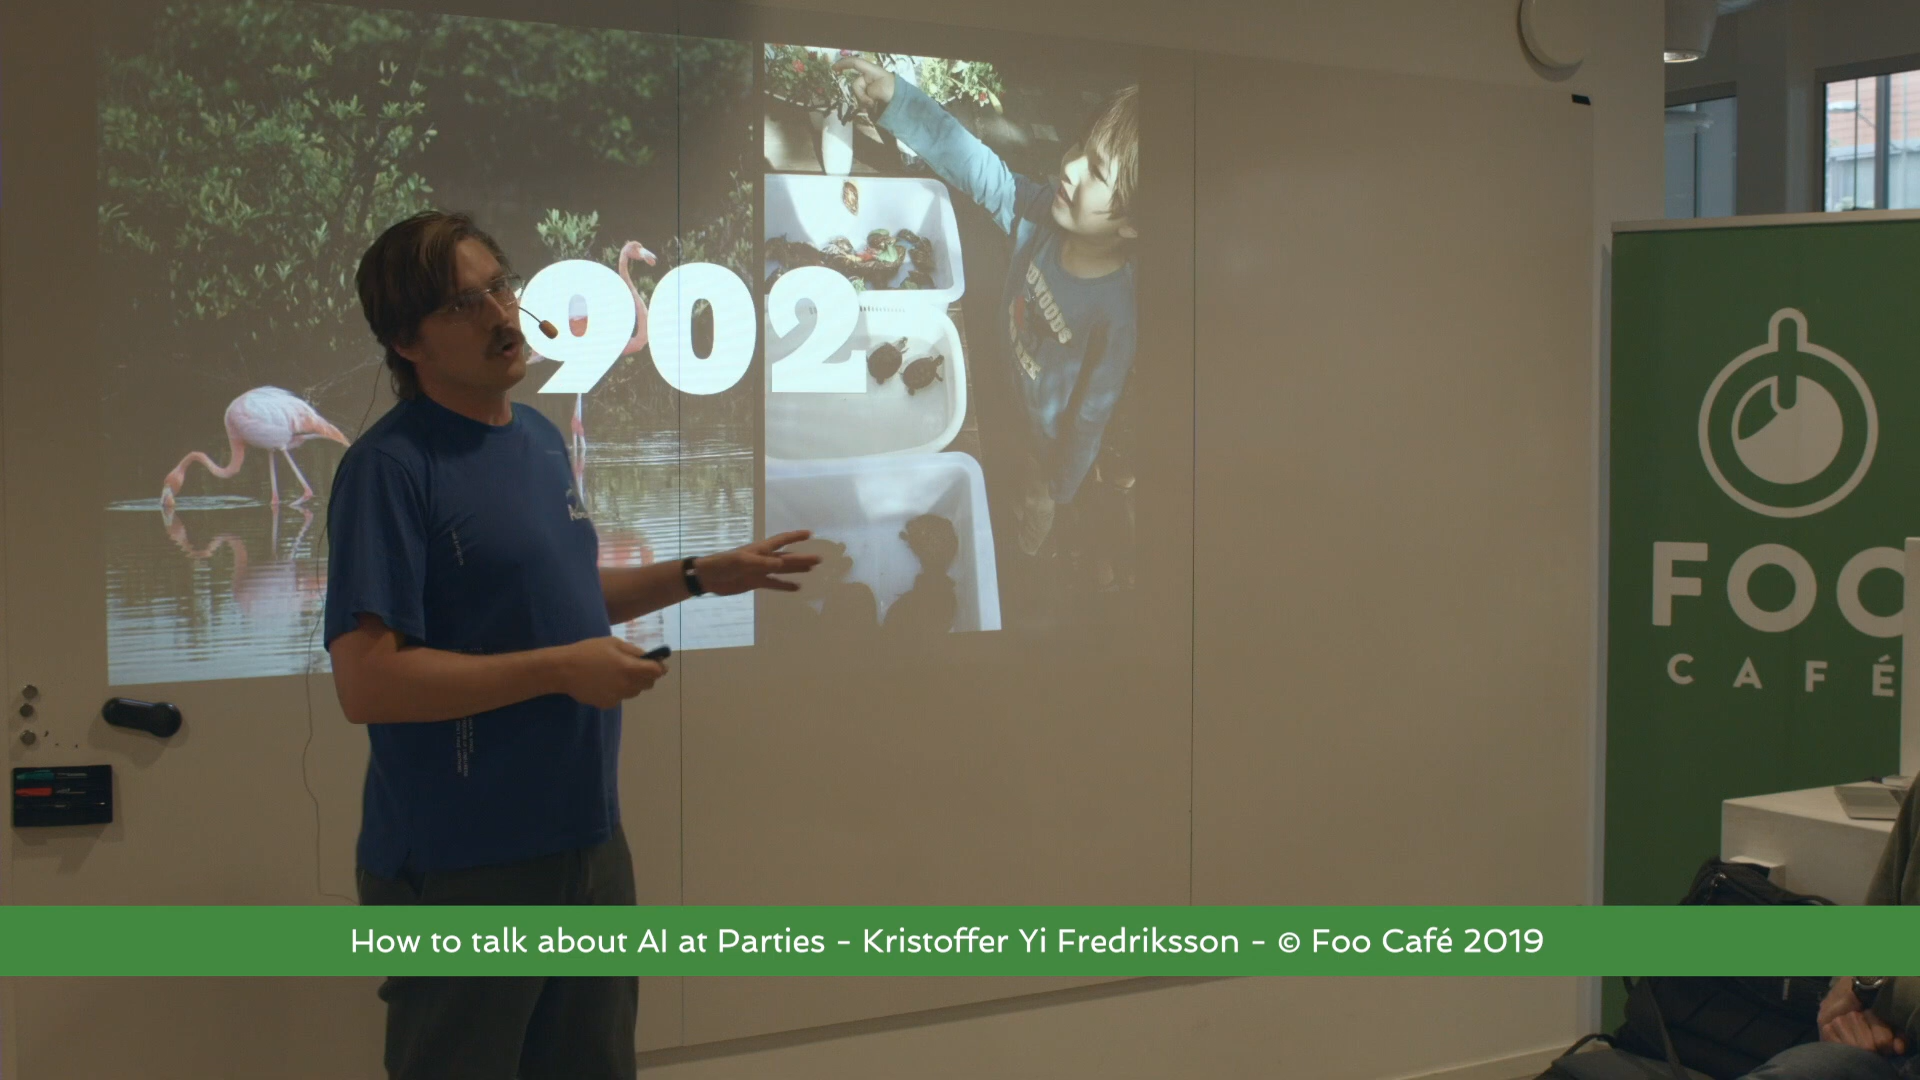 902
FOO
CAFÉ
How to talk about AI at Parties - Kristoffer Yi Fredriksson - © Foo Café 2019